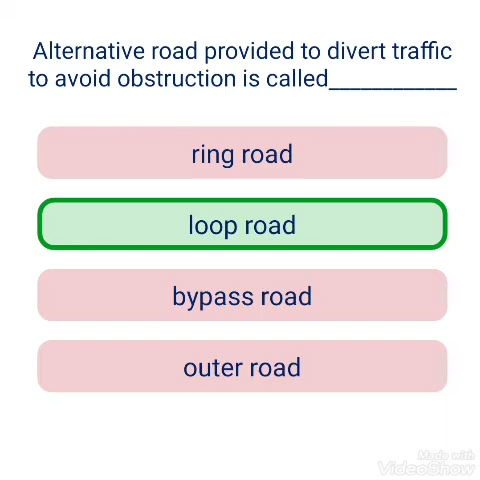 Alternative road provided to divert traffic
to avoid obstruction is called____________
ring road
loop road
bypass road
outer road
Made with
VideoShow